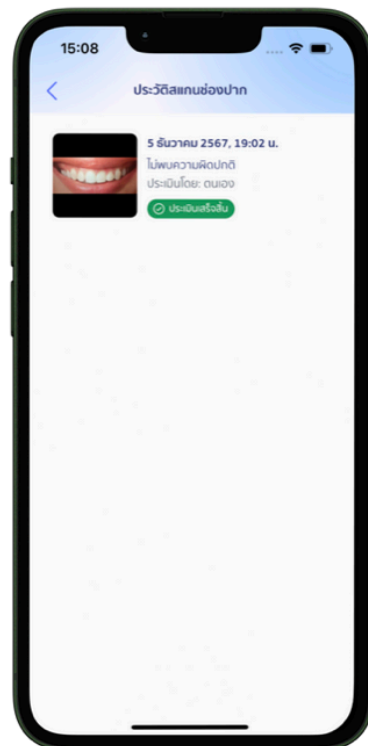 15:08
ประวัติสแกนช่องปาก
5 ธันวาคม 2567, 19:02 น.
ไม่พบความผิดปกติ
ประเมินโดย: ตนเอง
ประเมินเสร็จสิ้น